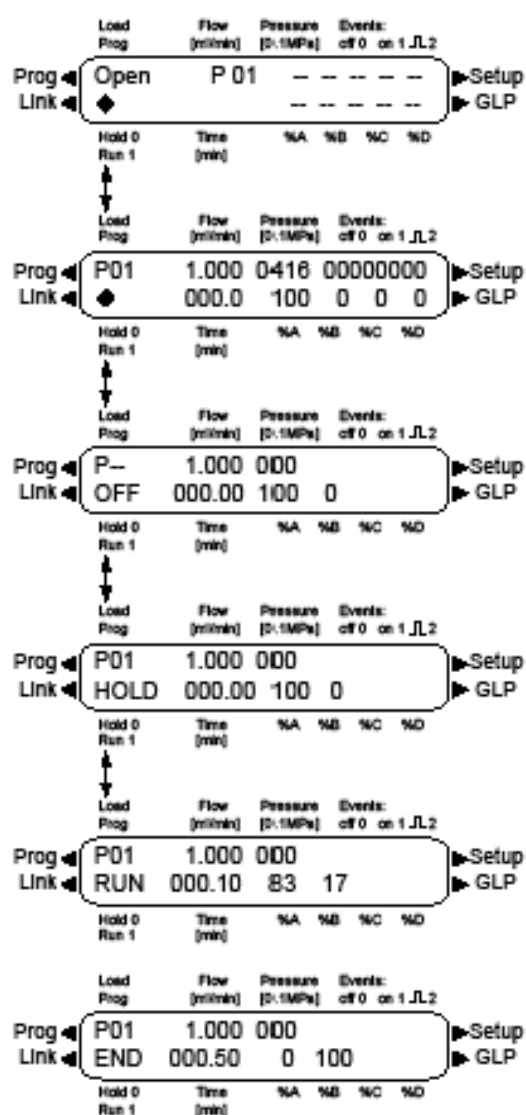 Load Flow Pressure Events:
Prog [ml/min] [0.1MPa] off 0 on 1 2
Prog Open P 01 -- -- -- -- -- Setup
Link -- -- -- -- -- GLP
Hold 0 Time %A %B %C %D
Run 1 [min]
Load Flow Pressure Events:
Prog [ml/min] [0.1MPa] off 0 on 1 2
Prog P01 1.000 0416 00000000 Setup
Link 000.0 100 0 0 0 GLP
Hold 0 Time %A %B %C %D
Run 1 [min]
Load Flow Pressure Events:
Prog [ml/min] [0.1MPa] off 0 on 1 2
Prog P-- 1.000 000 Setup
Link OFF 000.00 100 0 GLP
Hold 0 Time %A %B %C %D
Run 1 [min]
Load Flow Pressure Events:
Prog [ml/min] [0.1MPa] off 0 on 1 2
Prog P01 1.000 000 Setup
Link HOLD 000.00 100 0 GLP
Hold 0 Time %A %B %C %D
Run 1 [min]
Load Flow Pressure Events:
Prog [ml/min] [0.1MPa] off 0 on 1 2
Prog P01 1.000 000 Setup
Link RUN 000.10 83 17 GLP
Hold 0 Time %A %B %C %D
Run 1 [min]
Load Flow Pressure Events:
Prog [ml/min] [0.1MPa] off 0 on 1 2
Prog P01 1.000 000 Setup
Link END 000.50 0 100 GLP
Hold 0 Time %A %B %C %D
Run 1 [min]